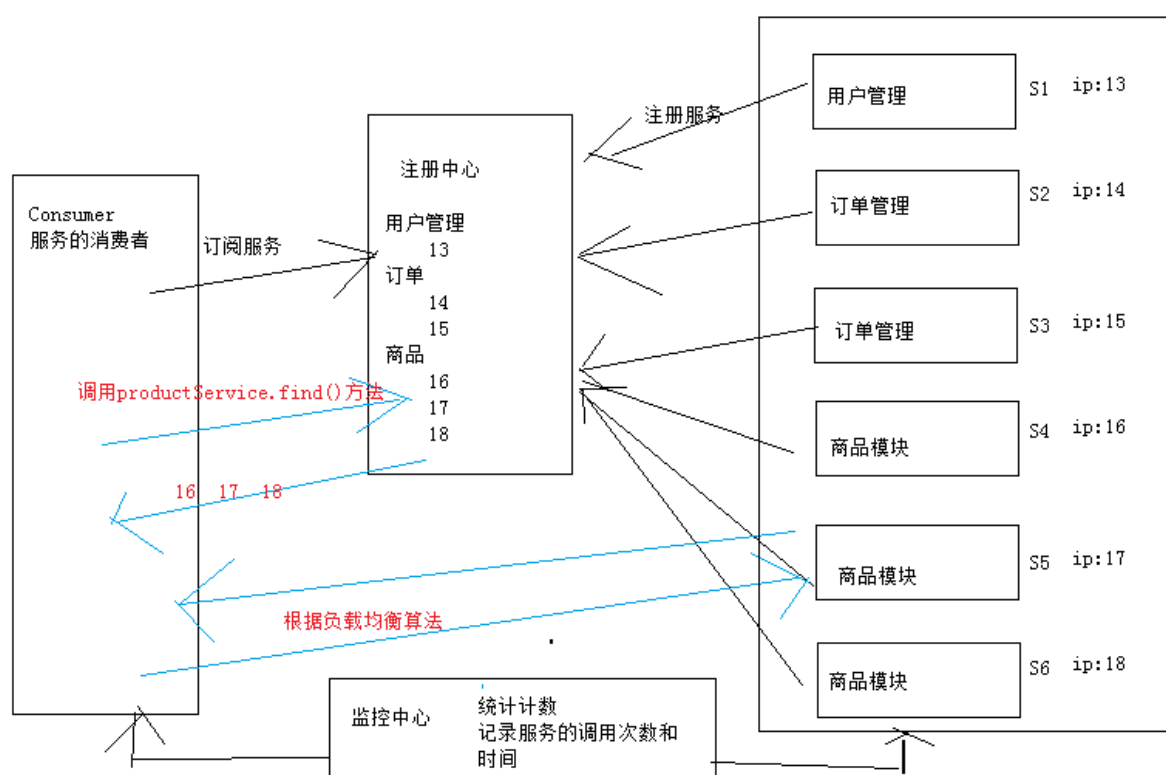 Consumer
服务的消费者
订阅服务
注册中心
用户管理
13
订单
14
15
商品
16
17
18
注册服务
用户管理
S1 ip:13
订单管理
S2 ip:14
订单管理
S3 ip:15
商品模块
S4 ip:16
商品模块
S5 ip:17
商品模块
S6 ip:18
调用productService.find()方法
16 17 18
根据负载均衡算法
监控中心
统计计数
记录服务的调用次数和
时间